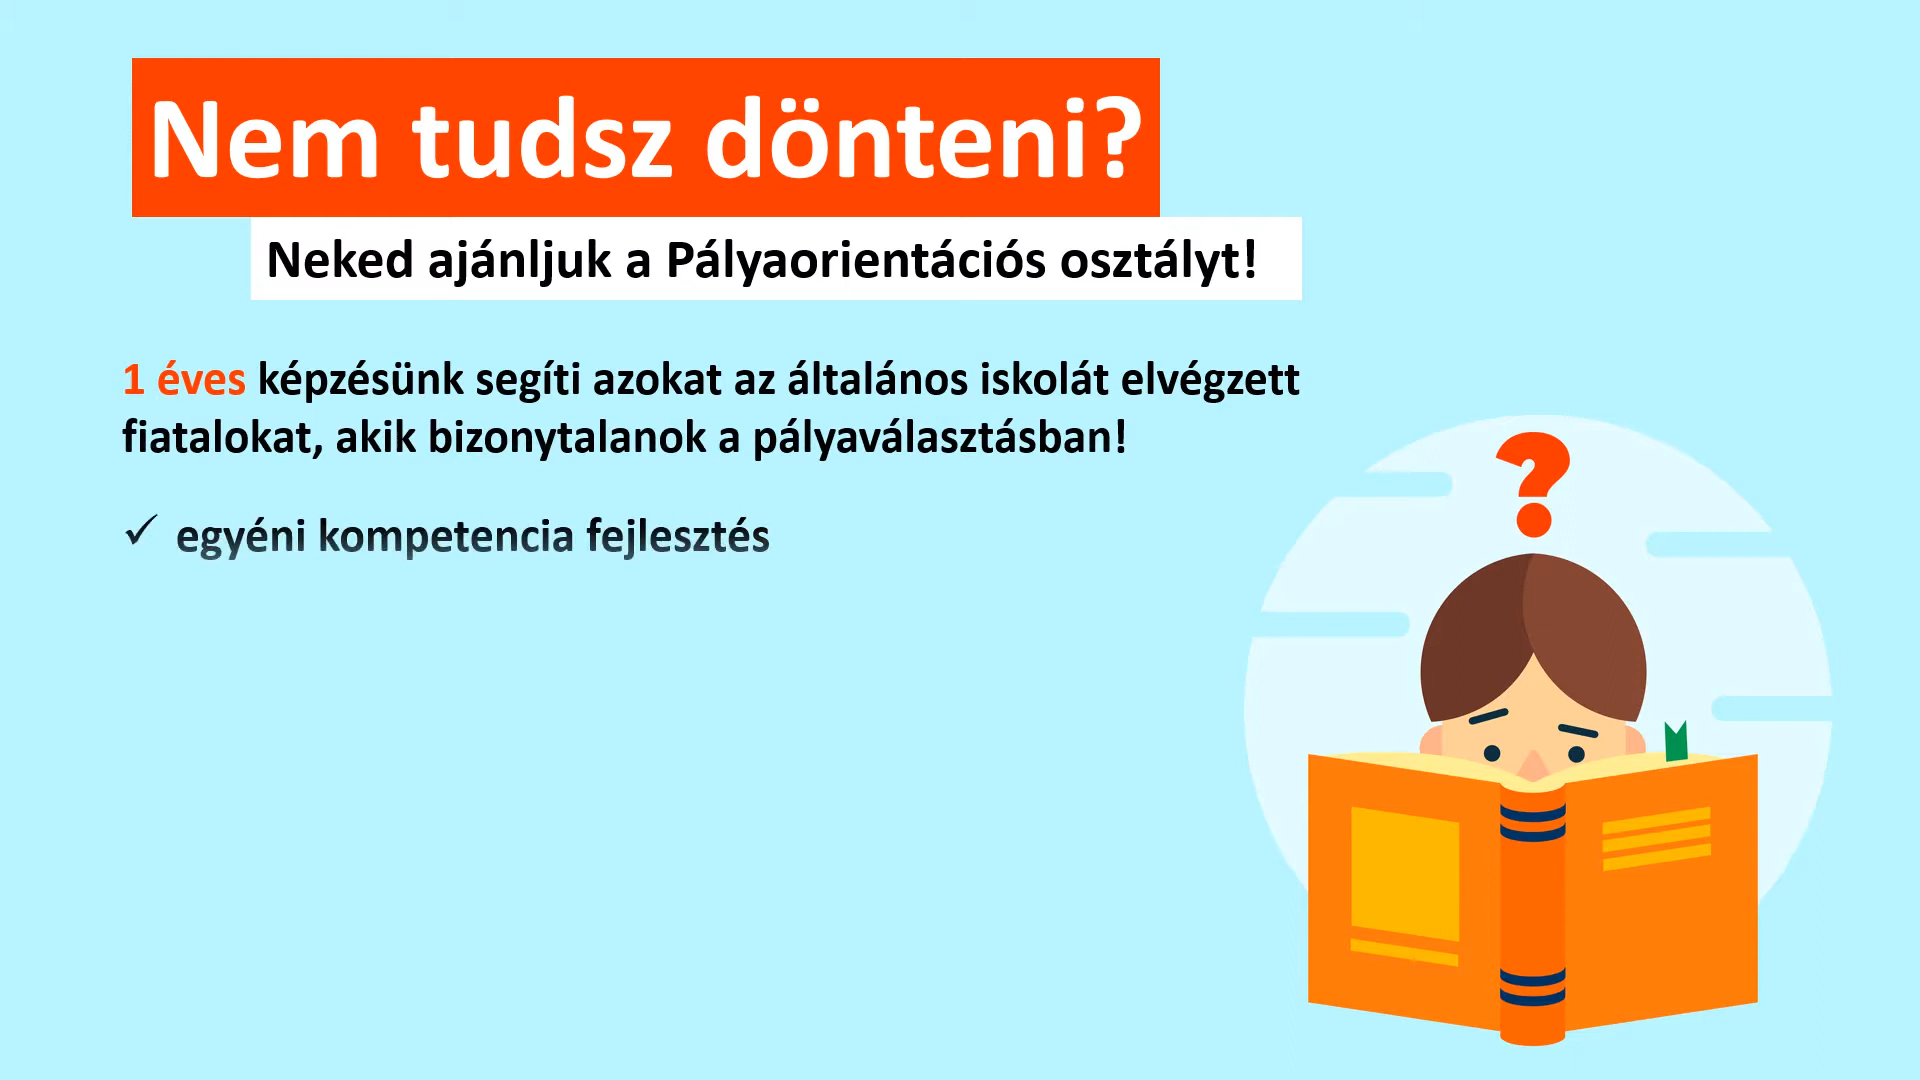 Nem tudsz dönteni?
Neked ajánljuk a Pályaorientációs osztályt!
1 éves képzésünk segíti azokat az általános iskolát elvégzett
fiatalokat, akik bizonytalanok a pályaválasztásban!
✓ egyéni kompetencia fejlesztés
?